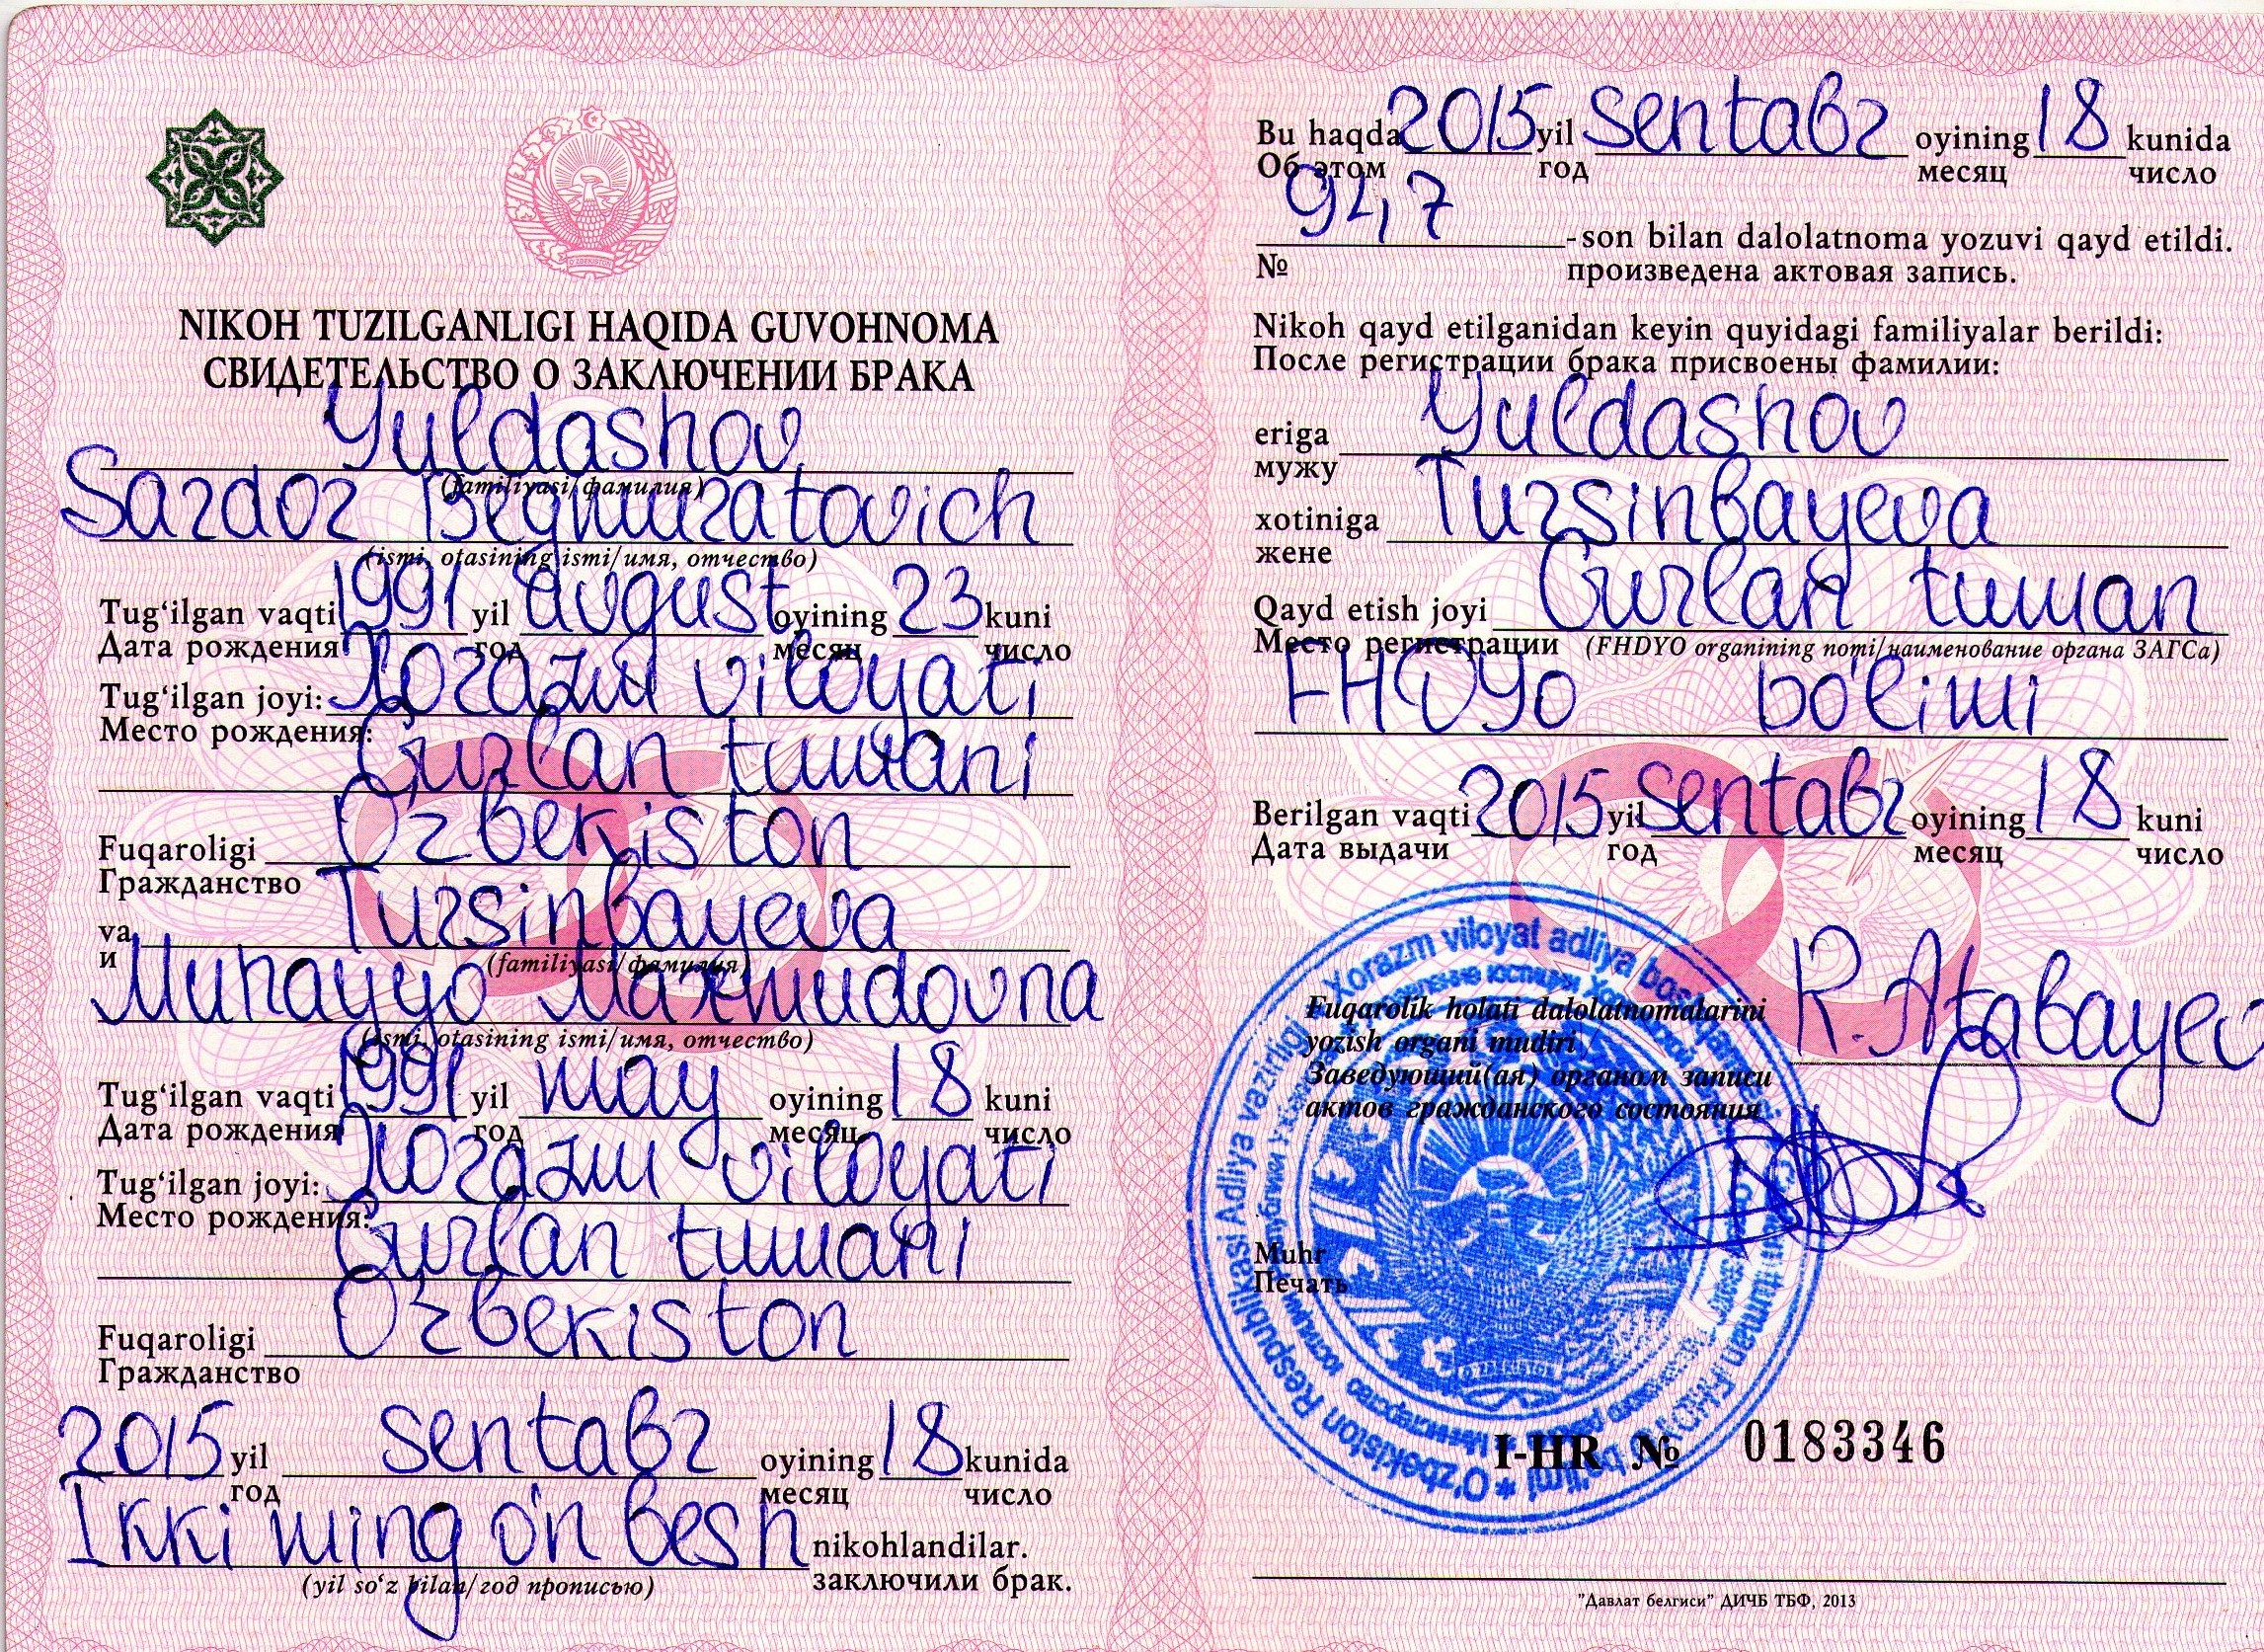 NIKOH TUZILGANLIGI HAQIDA GUVOHNOMA
СВИДЕТЕЛЬСТВО О ЗАКЛЮЧЕНИИ БРАКА
Yuldashov
(familiyasi/фамилия)
Sardor Begmuratovich
(ismi, otasining ismi/имя, отчество)
Tug‘ilgan vaqti 1991 yil avgust oyining 23 kuni
Дата рождения год месяц число
Tug‘ilgan joyi: Xorazm viloyati
Место рождения:
Gurlan tumani
Fuqaroligi O'zbekiston
Гражданство
va Tursinbayeva
и (familiyasi/фамилия)
Muhayyo Maxmudovna
(ismi, otasining ismi/имя, отчество)
Tug‘ilgan vaqti 1991 yil may oyining 18 kuni
Дата рождения год месяц число
Tug‘ilgan joyi: Xorazm viloyati
Место рождения:
Gurlan tumani
Fuqaroligi O'zbekiston
Гражданство
2015 yil sentabr oyining 18 kunida
год месяц число
Ikki ming o'n besh nikohlandilar.
(yil so‘z bilan/год прописью) заключили брак.
Bu haqda 2015 yil sentabr oyining 18 kunida
Об этом год месяц число
-son bilan dalolatnoma yozuvi qayd etildi.
№ произведена актовая запись.
Nikoh qayd etilganidan keyin quyidagi familiyalar berildi:
После регистрации брака присвоены фамилии:
eriga Yuldashov
мужу
xotiniga Tursinbayeva
жене
Qayd etish joyi Gurlan tuman
Место регистрации (FHDYO organining nomi/наименование органа ЗАГСа)
FHDYo bo'limi
Berilgan vaqti 2015 yil sentabr oyining 18 kuni
Дата выдачи год месяц число
Fuqarolik holati dalolatnomalarini
yozish organi mudiri R. Atabayev
Заведующий(ая) органом записи
актов гражданского состояния
Muhr
Печать
O'zbekiston Respublikasi Adliya vazirligi Xorazm viloyat adliya
O'ZBEKISTON
I-HR № 0183346
"Давлат белгиси" ДИЧБ ТБФ, 2013